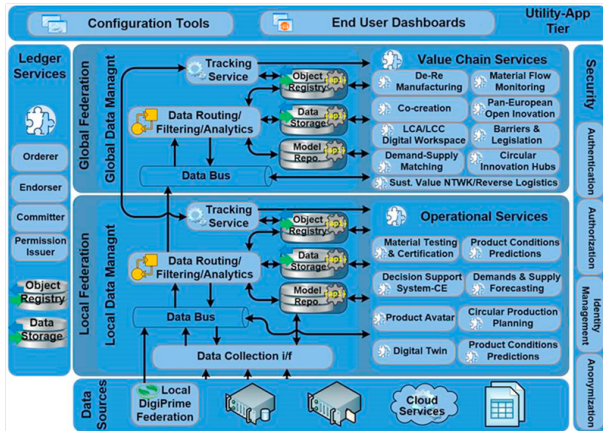 Configuration Tools
End User Dashboards
Utility-App
Tier
Ledger
Services
Orderer
Endorser
Committer
Permission
Issuer
Object
Registry
Data
Storage
Global Federation
Global Data Managnt
Tracking
Service
Data Routing/
Filtering/Analytics
Data Bus
Object
Registry
Data
Storage
Model
Repo.
Value Chain Services
De-Re
Manufacturing
Material Flow
Monitoring
Co-creation
Pan-European
Open Inovation
LCA/LCC
Digital Workspace
Barriers &
Legislation
Demand-Supply
Matching
Circular
Innovation Hubs
Sust. Value NTWK/Reverse Logistics
Local Federation
Local Data Managnt
Tracking
Service
Data Routing/
Filtering/Analytics
Data Bus
Data Collection i/f
Object
Registry
Data
Storage
Model
Repo.
Operational Services
Material Testing
& Certification
Product Conditions
Predictions
Decision Support
System-CE
Demands & Supply
Forecasting
Product Avatar
Circular Production
Planning
Digital Twin
Product Conditions
Predictions
Security
Authentication
Authorization
Identity
Management
Anonymization
Data
Sources
Local
DigiPrime
Federation
Cloud
Services